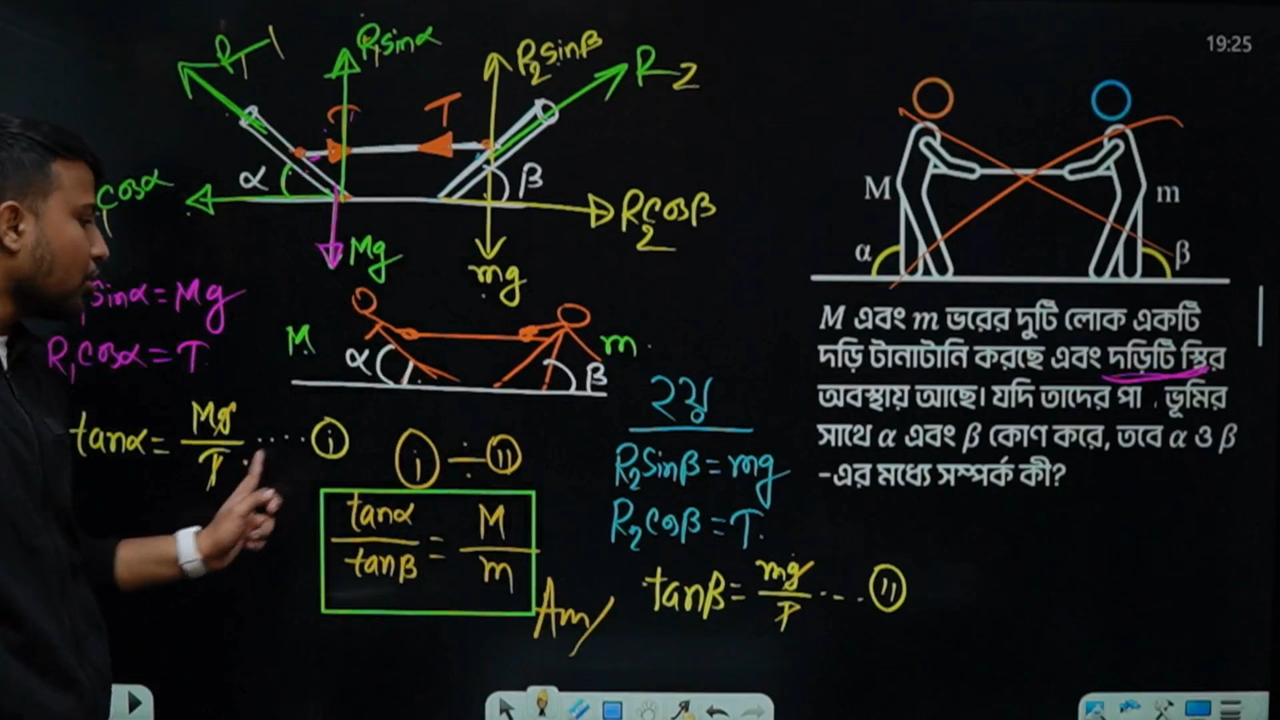 19:25
R1
R1sinα
R2sinβ
R2
T
T
α
β
cosα
R2cosβ
Mg
mg
sinα = Mg
R1cosα = T
M
m
α
β
tanα = Mg/T .... i
i ÷ ii
tanα/tanβ = M/m
Ans
২য়
R2sinβ = mg
R2cosβ = T.
tanβ = mg/T .... ii
M
m
α
β
M এবং m ভরের দুটি লোক একটি
দড়ি টানাটানি করছে এবং দড়িটি স্থির
অবস্থায় আছে। যদি তাদের পা ভূমির
সাথে α এবং β কোণ করে, তবে α ও β
-এর মধ্যে সম্পর্ক কী?